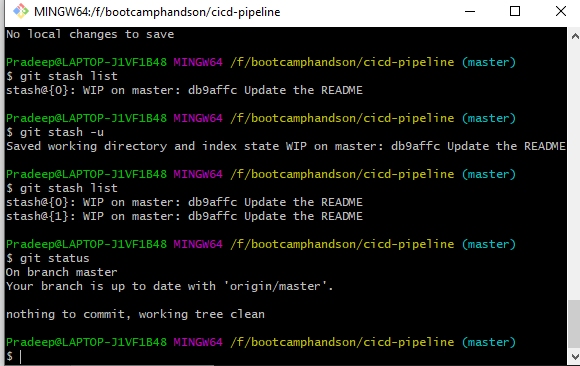 MINGW64:/f/bootcamphandson/cicd-pipeline
No local changes to save
Pradeep@LAPTOP-J1VF1B48 MINGW64 /f/bootcamphandson/cicd-pipeline (master)
$ git stash list
stash@{0}: WIP on master: db9affc Update the README
Pradeep@LAPTOP-J1VF1B48 MINGW64 /f/bootcamphandson/cicd-pipeline (master)
$ git stash -u
Saved working directory and index state WIP on master: db9affc Update the README
Pradeep@LAPTOP-J1VF1B48 MINGW64 /f/bootcamphandson/cicd-pipeline (master)
$ git stash list
stash@{0}: WIP on master: db9affc Update the README
stash@{1}: WIP on master: db9affc Update the README
Pradeep@LAPTOP-J1VF1B48 MINGW64 /f/bootcamphandson/cicd-pipeline (master)
$ git status
On branch master
Your branch is up to date with 'origin/master'.
nothing to commit, working tree clean
Pradeep@LAPTOP-J1VF1B48 MINGW64 /f/bootcamphandson/cicd-pipeline (master)
$